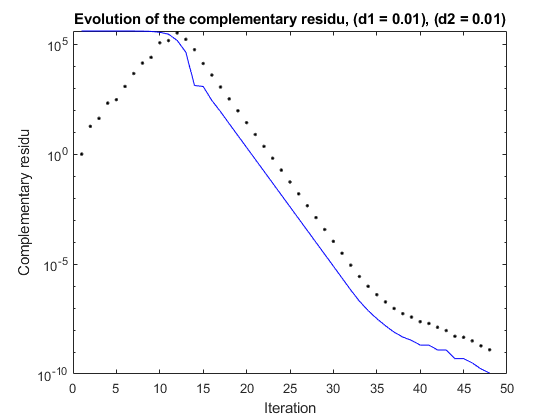 Evolution of the complementary residu, (d1 = 0.01), (d2 = 0.01)
Complementary residu
10^5
10^0
10^-5
10^-10
0 5 10 15 20 25 30 35 40 45 50
Iteration